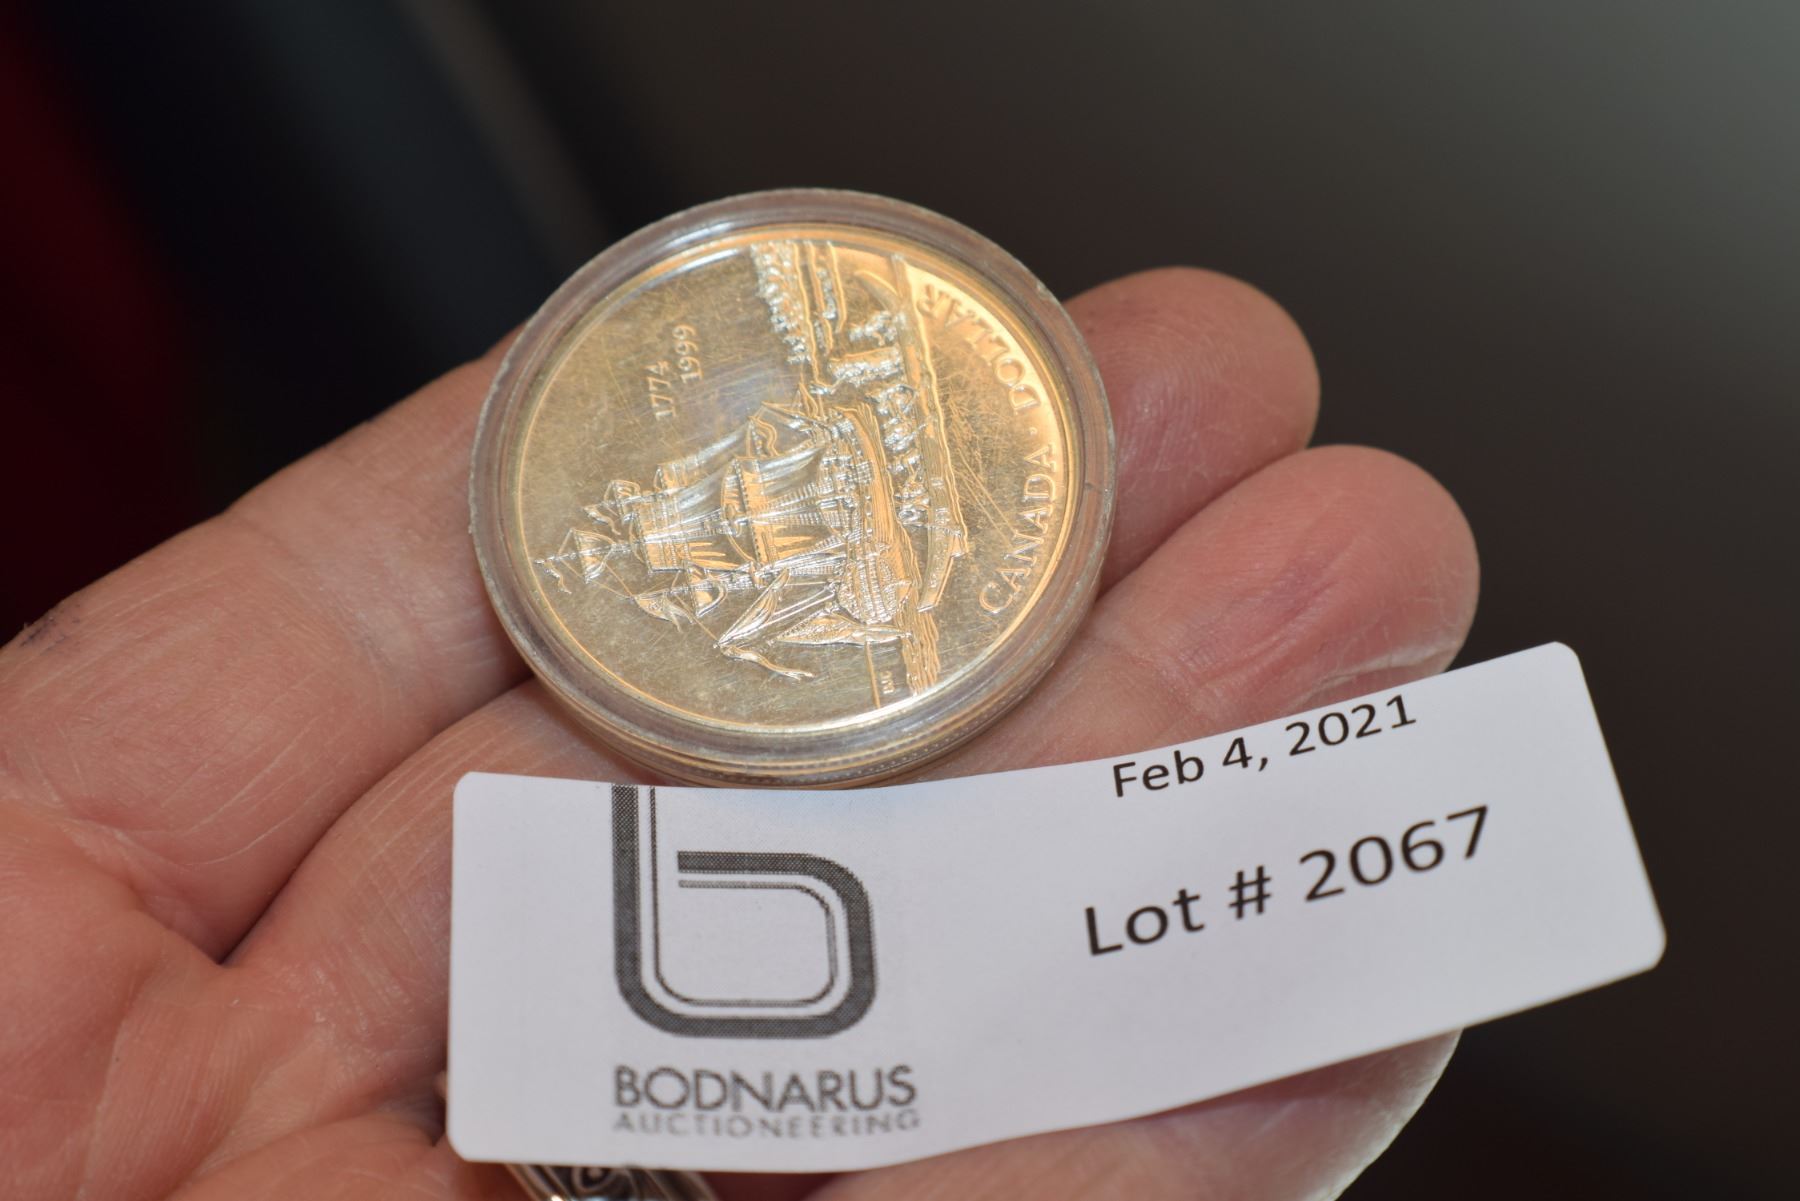 1774
1999
CANADA · DOLLAR
Feb 4, 2021
Lot # 2067
BODNARUS
AUCTIONEERING